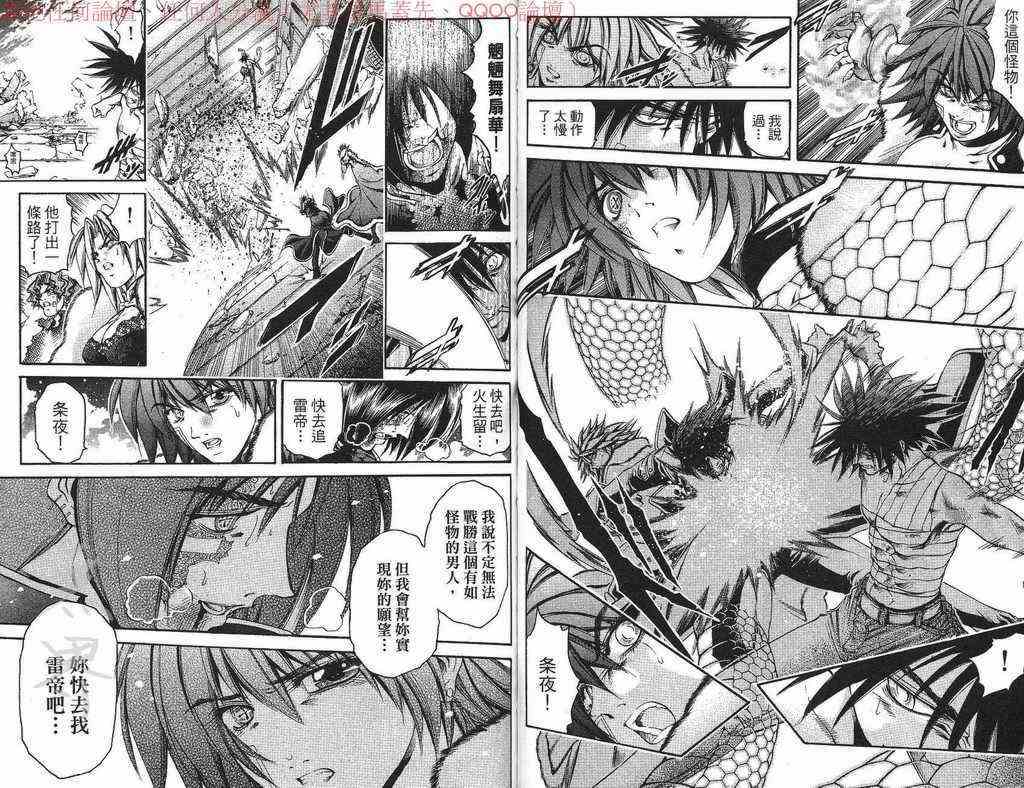 你這個怪物！
我說
過…
動作
太慢
了…
条夜！
！
魍魎舞扇華！
！
！
他打出一
條路了！
快去吧，
火生留…
快去追
雷帝…
条夜！
我說不定無法
戰勝這個有如
怪物的男人，
但我會幫妳實
現妳的願望…
妳快去找
雷帝吧…